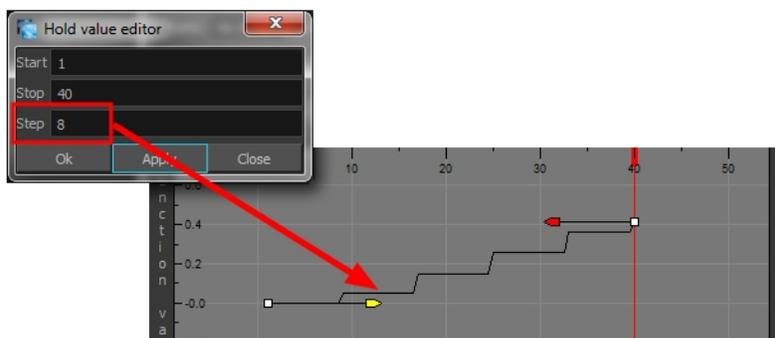 Hold value editor
Start 1
Stop 40
Step 8
Ok Apply Close
10 20 30 40 50
n
c
t
i
o
n
v
a
0.4
0.2
-0.0